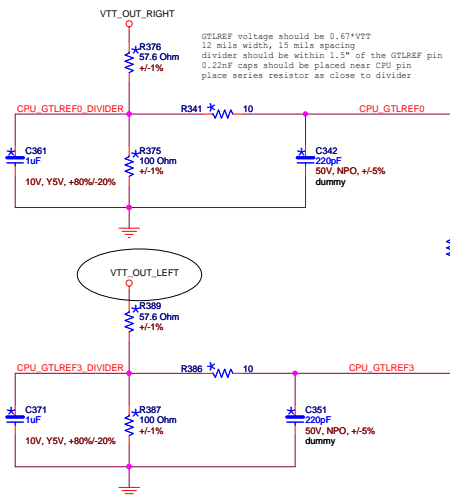 VTT_OUT_RIGHT
GTLREF voltage should be 0.67*VTT
12 mils width, 15 mils spacing
divider should be within 1.5" of the GTLREF pin
0.22nF caps should be placed near CPU pin
place series resistor as close to divider
R376
57.6 Ohm
+/-1%
CPU_GTLREF0_DIVIDER
R341
10
CPU_GTLREF0
C361
1uF
10V, Y5V, +80%/-20%
R375
100 Ohm
+/-1%
C342
220pF
50V, NPO, +/-5%
dummy
VTT_OUT_LEFT
R389
57.6 Ohm
+/-1%
CPU_GTLREF3_DIVIDER
R386
10
CPU_GTLREF3
C371
1uF
10V, Y5V, +80%/-20%
R387
100 Ohm
+/-1%
C351
220pF
50V, NPO, +/-5%
dummy